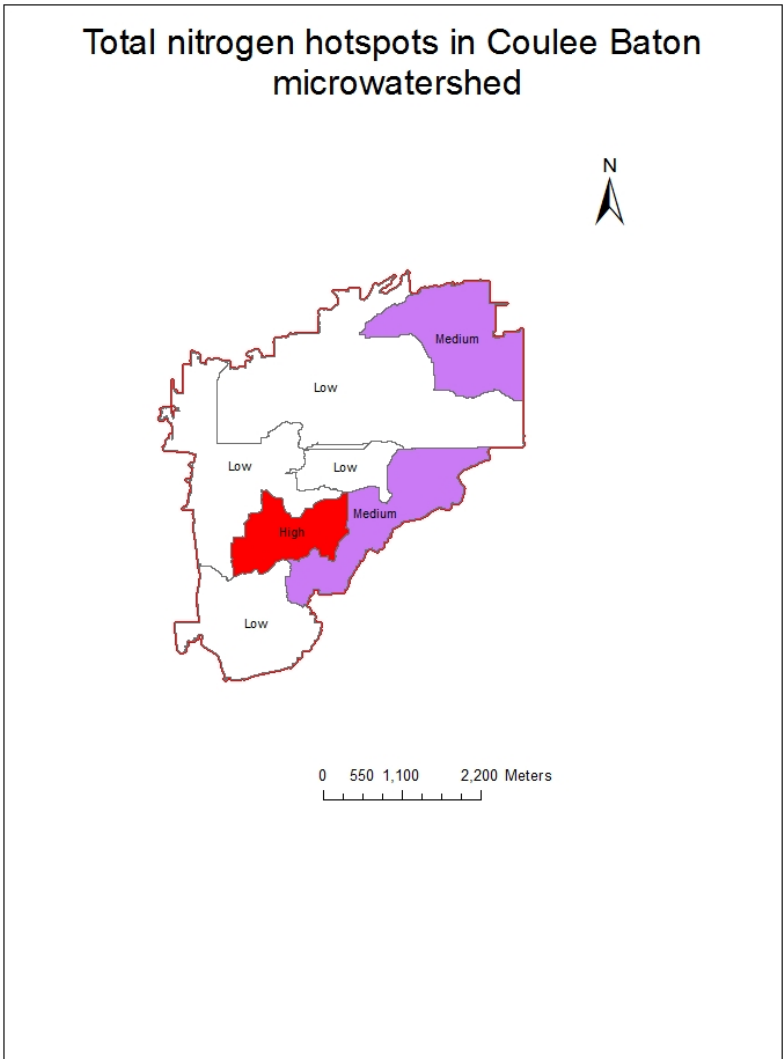 Total nitrogen hotspots in Coulee Baton
microwatershed
N
Medium
Low
Low
Low
Medium
High
Low
0 550 1,100 2,200 Meters